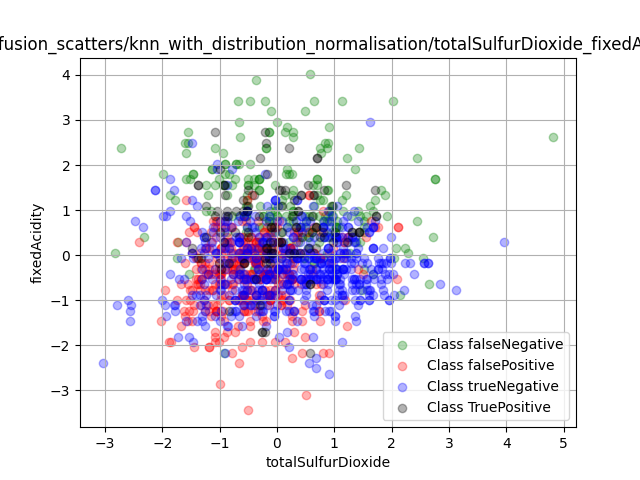 fusion_scatters/knn_with_distribution_normalisation/totalSulfurDioxide_fixedA
4
3
2
1
0
−1
−2
−3
fixedAcidity
Class falseNegative
Class falsePositive
Class trueNegative
Class TruePositive
−3 −2 −1 0 1 2 3 4 5
totalSulfurDioxide